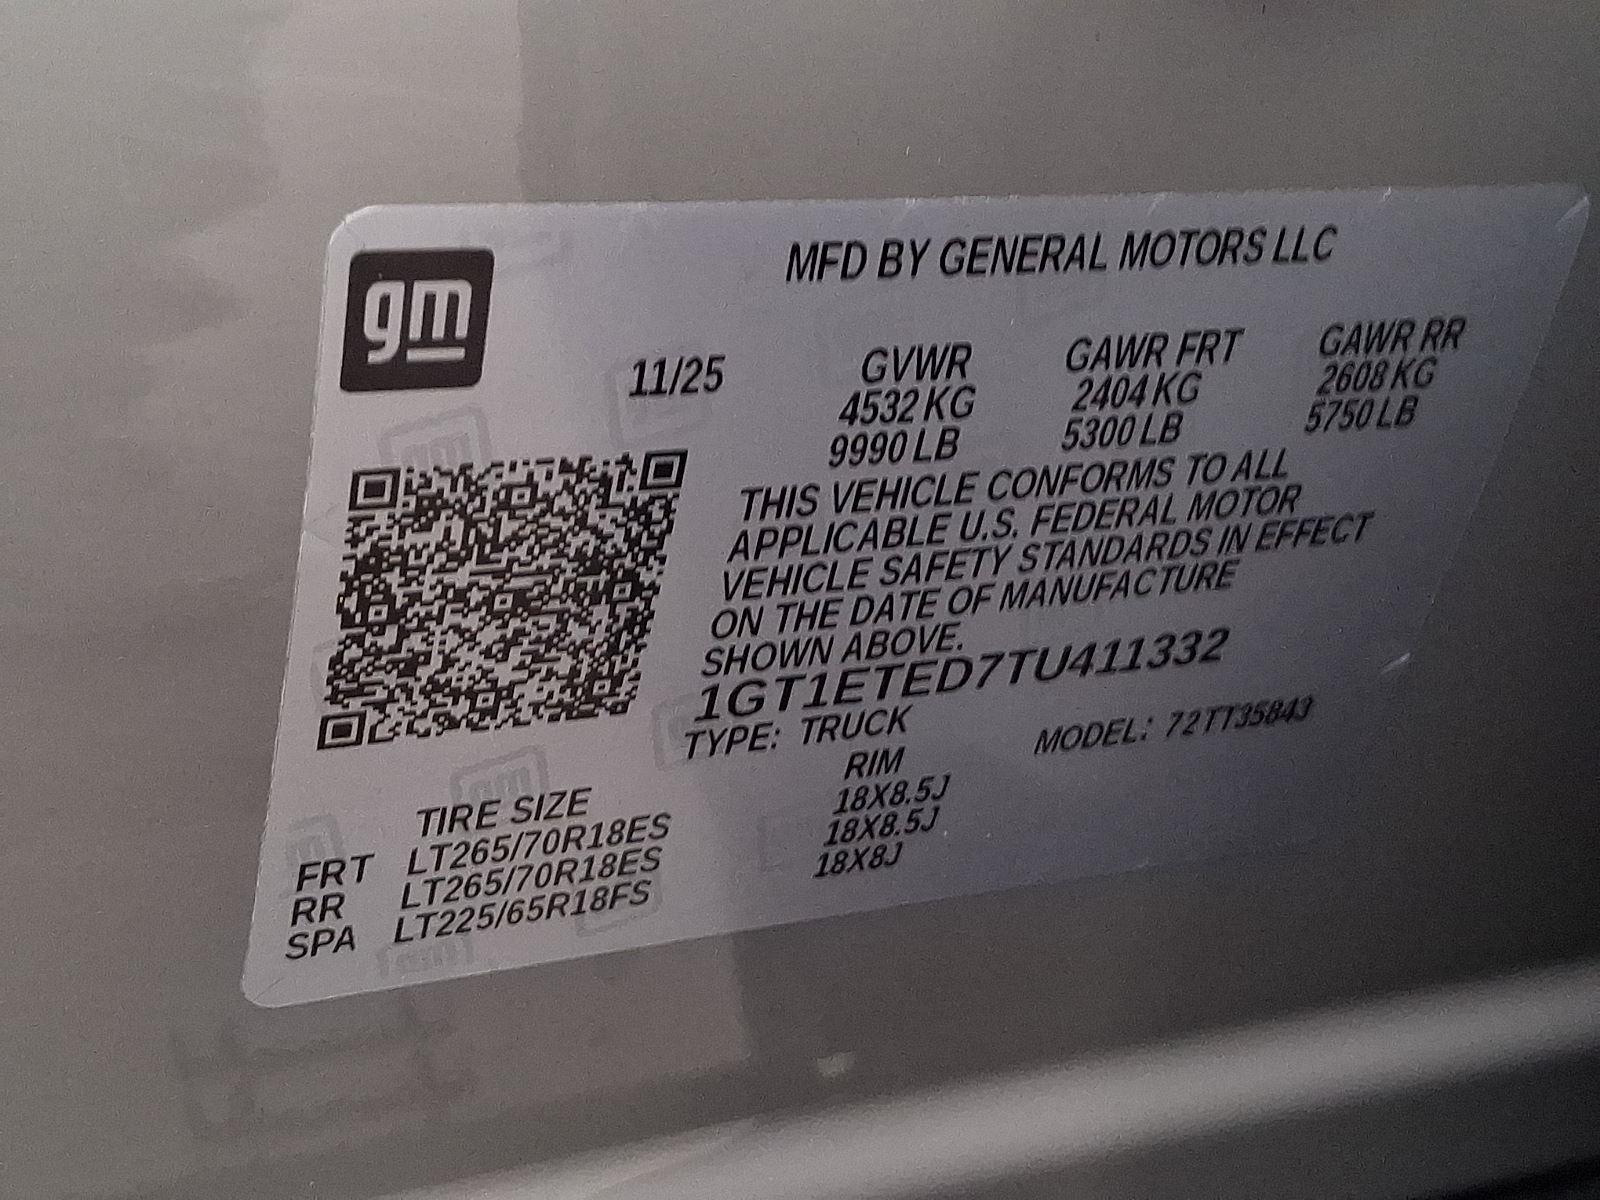 gm
MFD BY GENERAL MOTORS LLC
11/25 GVWR GAWR FRT GAWR RR
4532 KG 2404 KG 2608 KG
9990 LB 5300 LB 5750 LB
THIS VEHICLE CONFORMS TO ALL
APPLICABLE U.S. FEDERAL MOTOR
VEHICLE SAFETY STANDARDS IN EFFECT
ON THE DATE OF MANUFACTURE
SHOWN ABOVE.
1GT1ETED7TU411332
TYPE: TRUCK MODEL: 72TT35843
TIRE SIZE RIM
FRT LT265/70R18ES 18X8.5J
RR LT265/70R18ES 18X8.5J
SPA LT225/65R18FS 18X8J